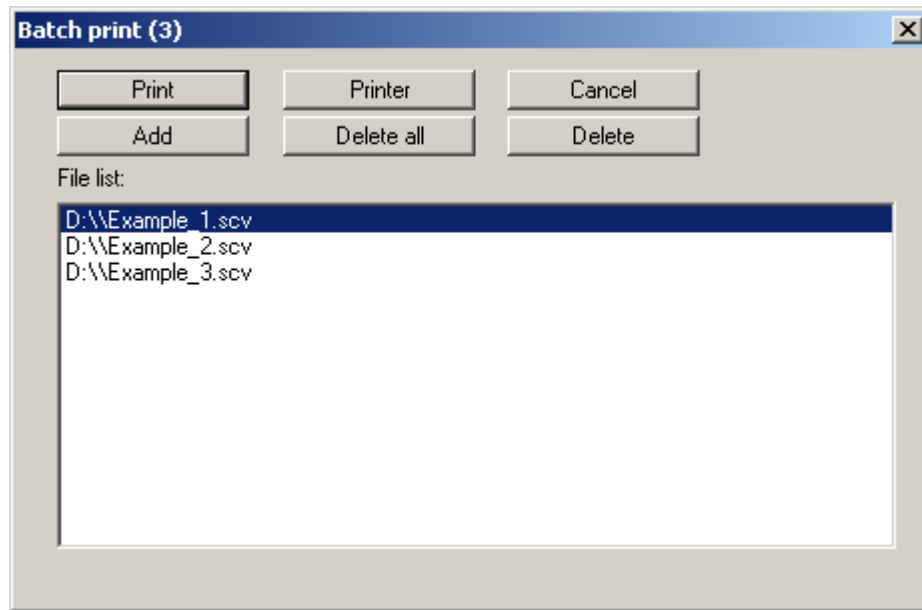 Batch print (3)
Print Printer Cancel
Add Delete all Delete
File list:
D:\\Example_1.scv
D:\\Example_2.scv
D:\\Example_3.scv